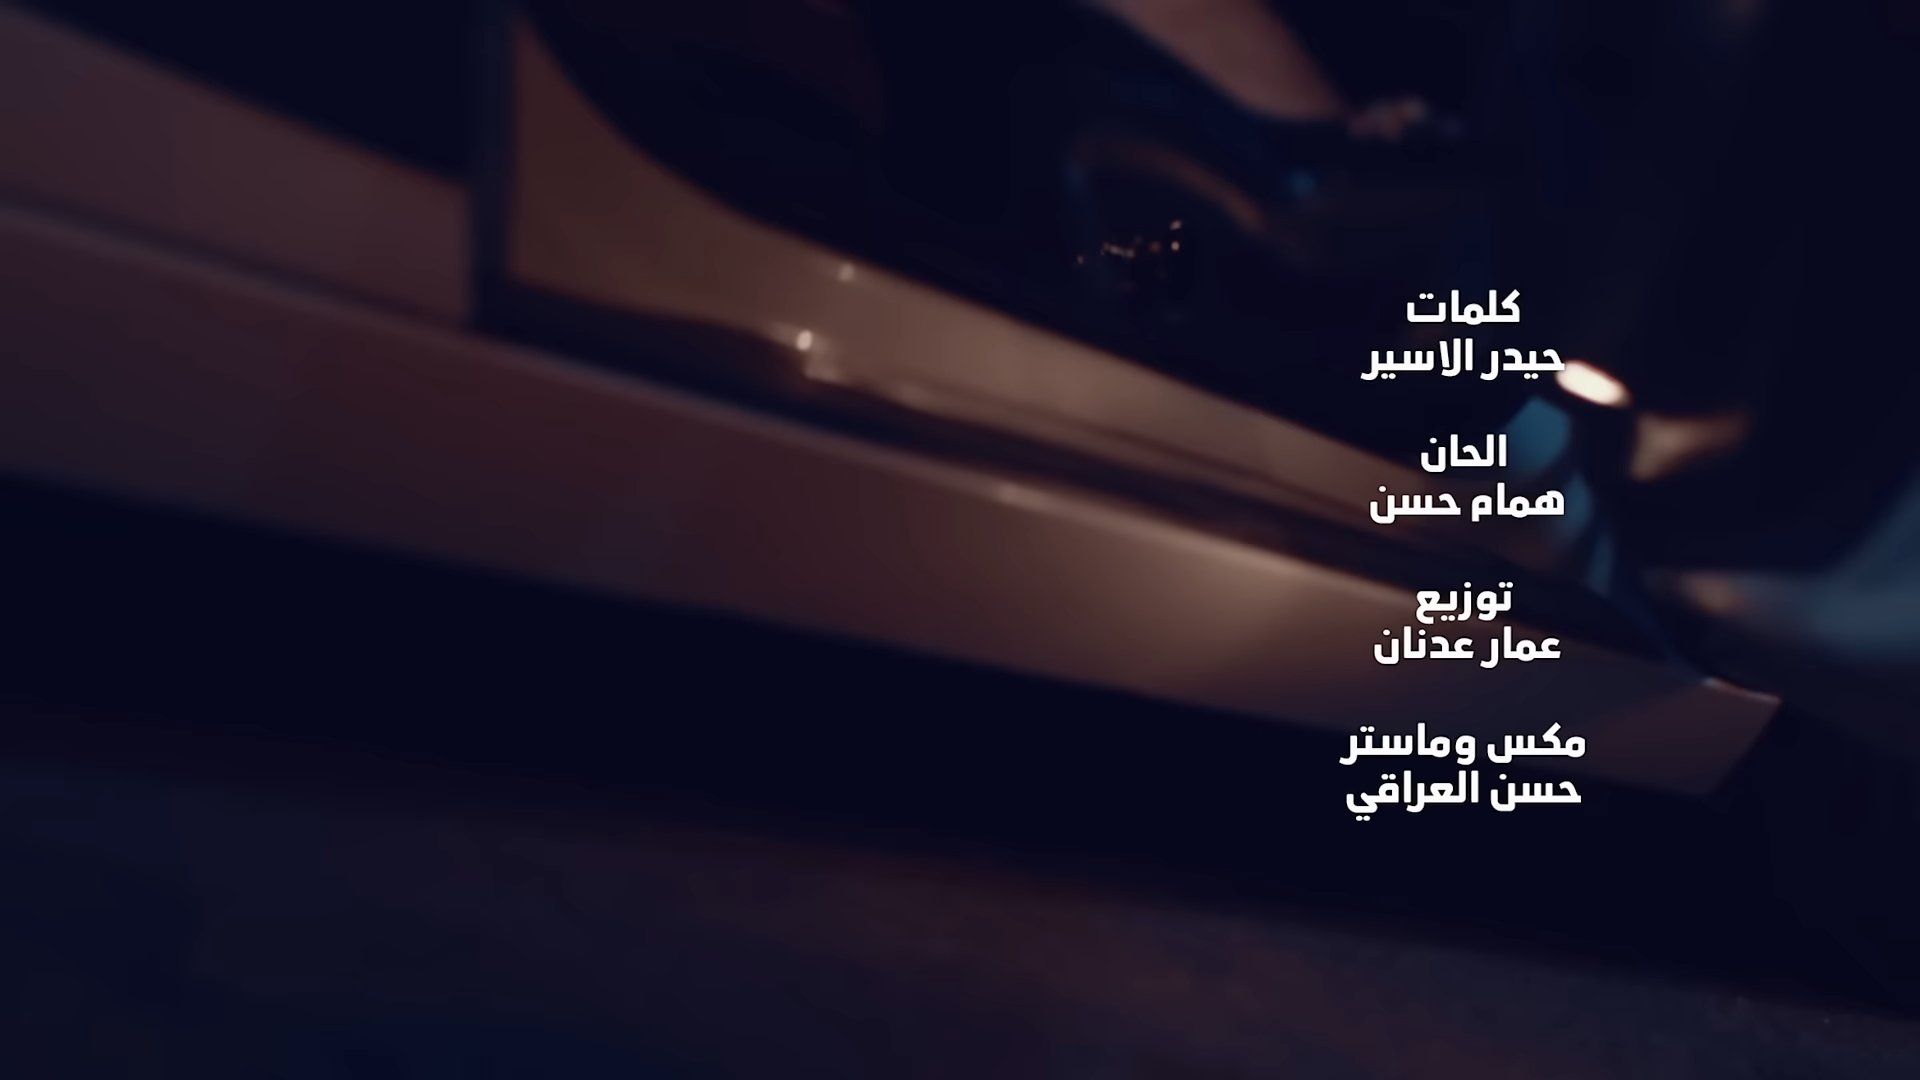 كلمات
حيدر الاسير
الحان
همام حسن
توزيع
عمار عدنان
مكس وماستر
حسن العراقي